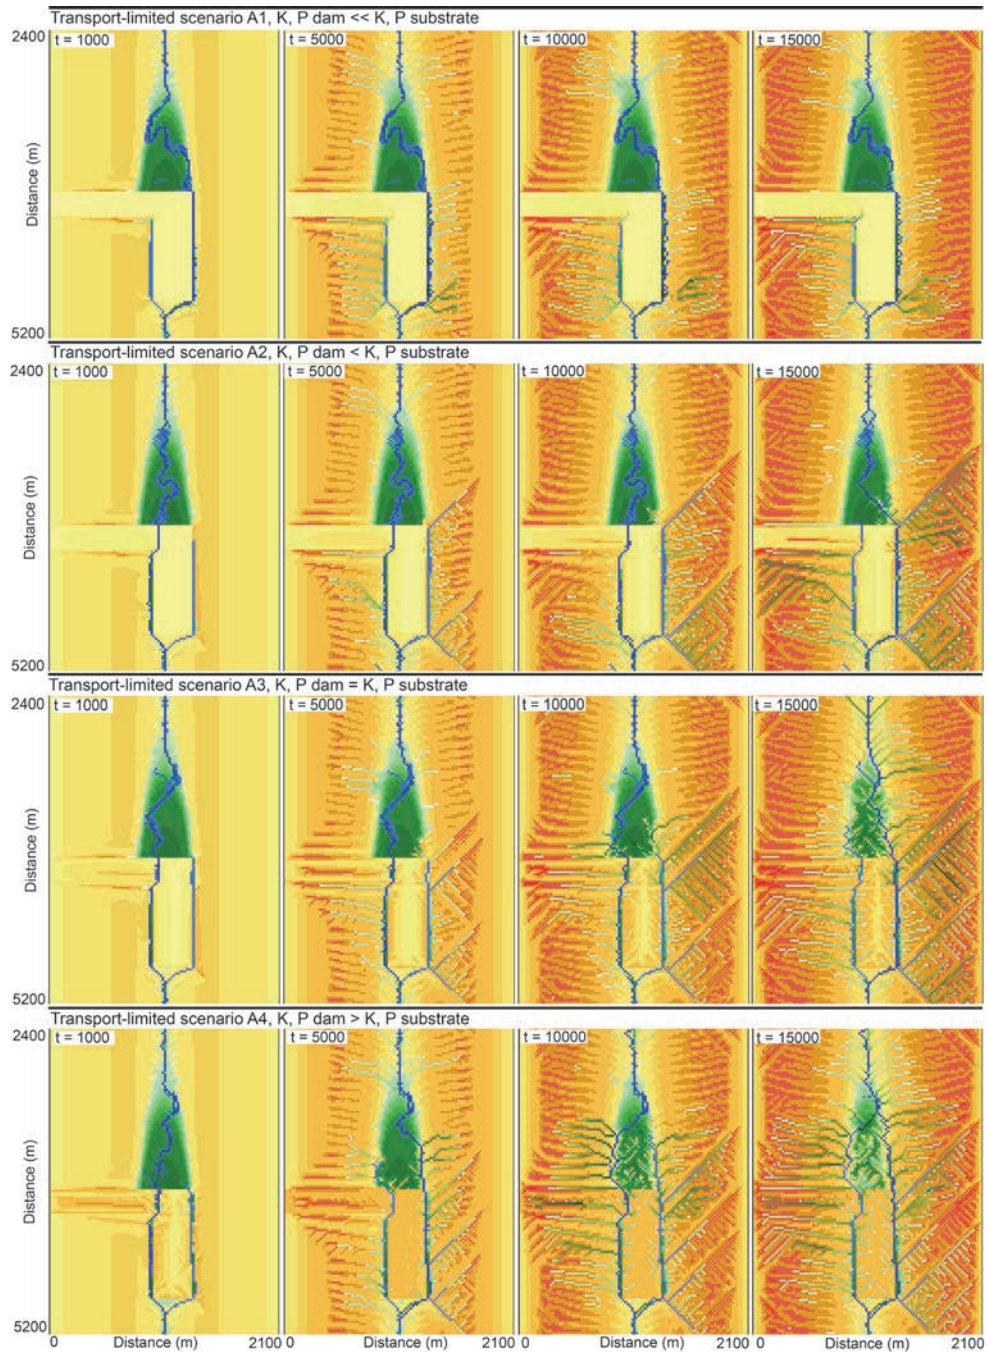 Transport-limited scenario A1, K, P dam << K, P substrate
2400
t = 1000
t = 5000
t = 10000
t = 15000
Distance (m)
5200
Transport-limited scenario A2, K, P dam < K, P substrate
2400
t = 1000
t = 5000
t = 10000
t = 15000
Distance (m)
5200
Transport-limited scenario A3, K, P dam = K, P substrate
2400
t = 1000
t = 5000
t = 10000
t = 15000
Distance (m)
5200
Transport-limited scenario A4, K, P dam > K, P substrate
2400
t = 1000
t = 5000
t = 10000
t = 15000
Distance (m)
5200
0 Distance (m) 2100 0 Distance (m) 2100 0 Distance (m) 2100 0 Distance (m) 2100